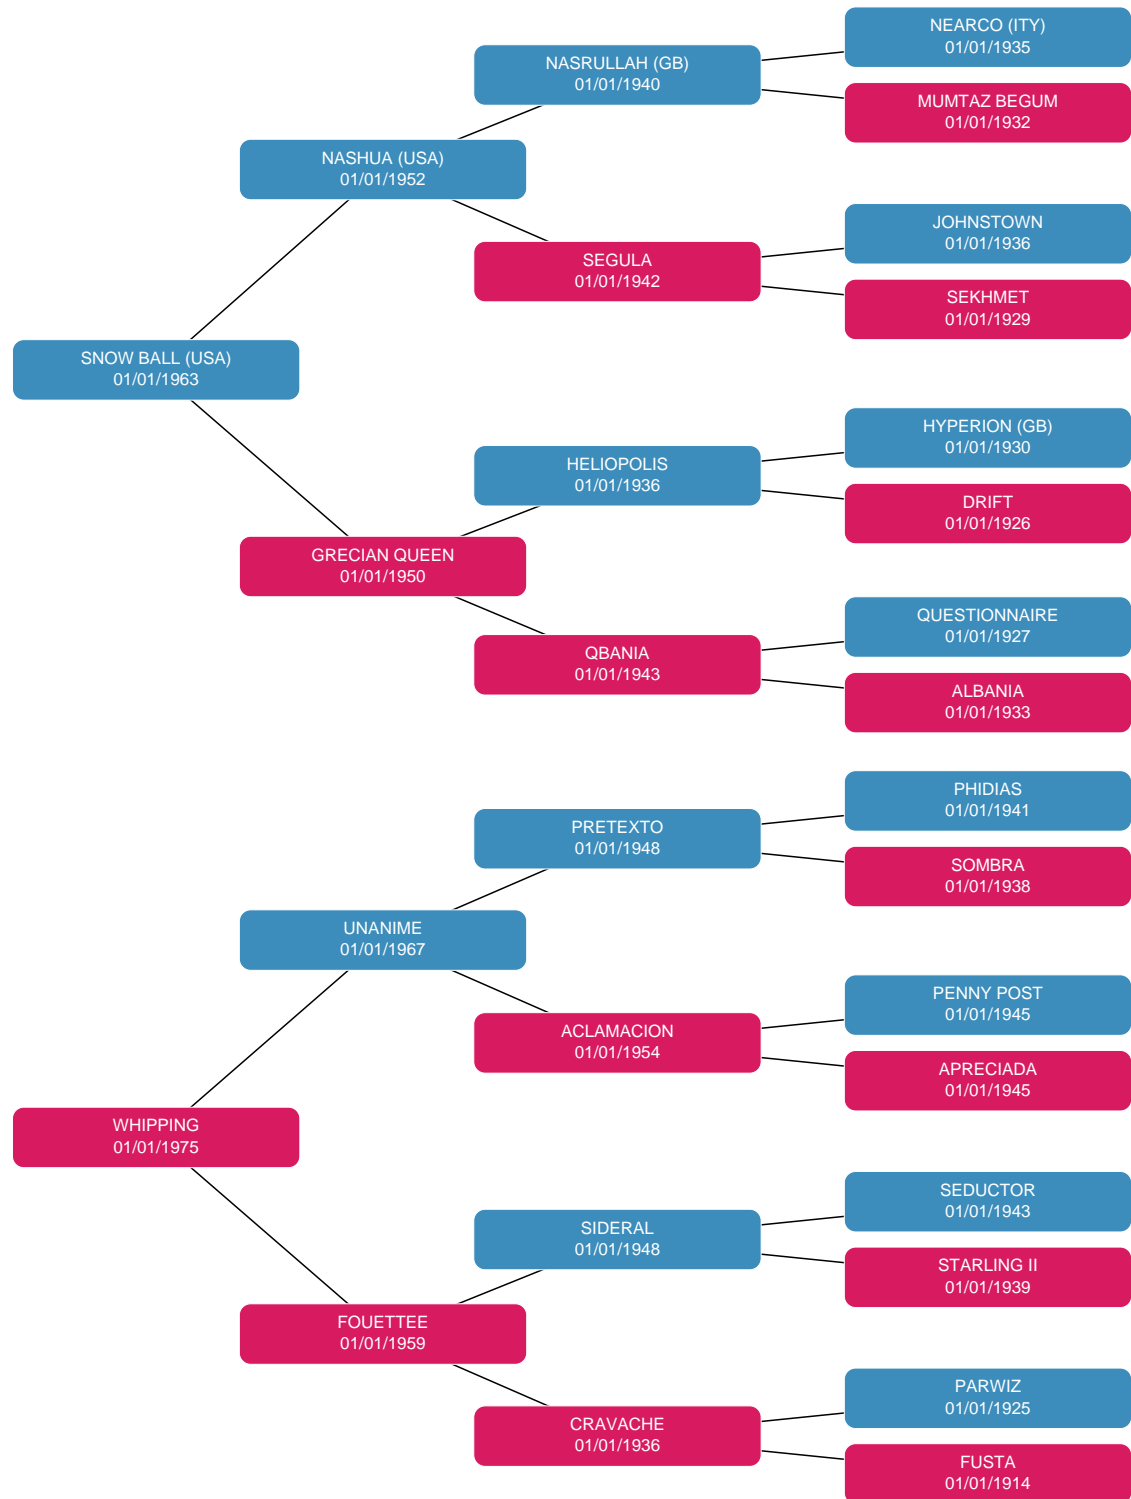 NEARCO (ITY)
01/01/1935
NASRULLAH (GB)
01/01/1940
MUMTAZ BEGUM
01/01/1932
NASHUA (USA)
01/01/1952
JOHNSTOWN
01/01/1936
SEGULA
01/01/1942
SEKHMET
01/01/1929
SNOW BALL (USA)
01/01/1963
HYPERION (GB)
01/01/1930
HELIOPOLIS
01/01/1936
DRIFT
01/01/1926
GRECIAN QUEEN
01/01/1950
QUESTIONNAIRE
01/01/1927
QBANIA
01/01/1943
ALBANIA
01/01/1933
PHIDIAS
01/01/1941
PRETEXTO
01/01/1948
SOMBRA
01/01/1938
UNANIME
01/01/1967
PENNY POST
01/01/1945
ACLAMACION
01/01/1954
APRECIADA
01/01/1945
WHIPPING
01/01/1975
SEDUCTOR
01/01/1943
SIDERAL
01/01/1948
STARLING II
01/01/1939
FOUETTEE
01/01/1959
PARWIZ
01/01/1925
CRAVACHE
01/01/1936
FUSTA
01/01/1914